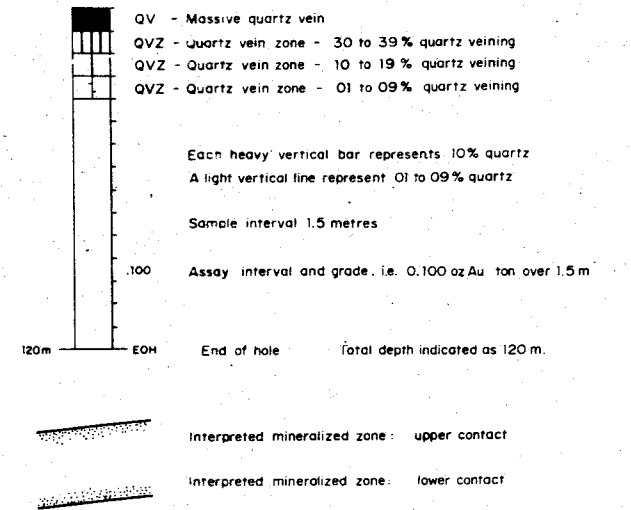 QV - Massive quartz vein
QVZ - Quartz vein zone - 30 to 39% quartz veining
QVZ - Quartz vein zone - 10 to 19% quartz veining
QVZ - Quartz vein zone - 01 to 09% quartz veining
Each heavy vertical bar represents 10% quartz
A light vertical line represent 01 to 09% quartz
Sample interval 1.5 metres
.100 Assay interval and grade. i.e. 0.100 oz Au ton over 1.5 m
120m EOH End of hole Total depth indicated as 120 m.
Interpreted mineralized zone: upper contact
Interpreted mineralized zone: lower contact